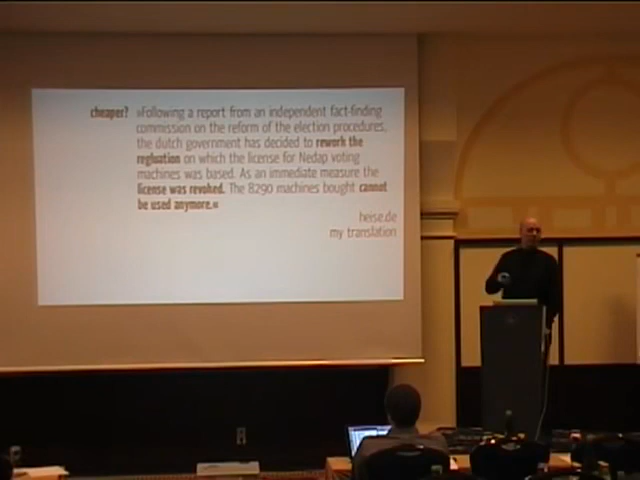 cheaper? »Following a report from an independent fact-finding
commission on the reform of the election procedures,
the dutch government has decided to rework the
regluation on which the license for Nedap voting
machines was based. As an immediate measure the
license was revoked. The 8290 machines bought cannot
be used anymore.«
heise.de
my translation